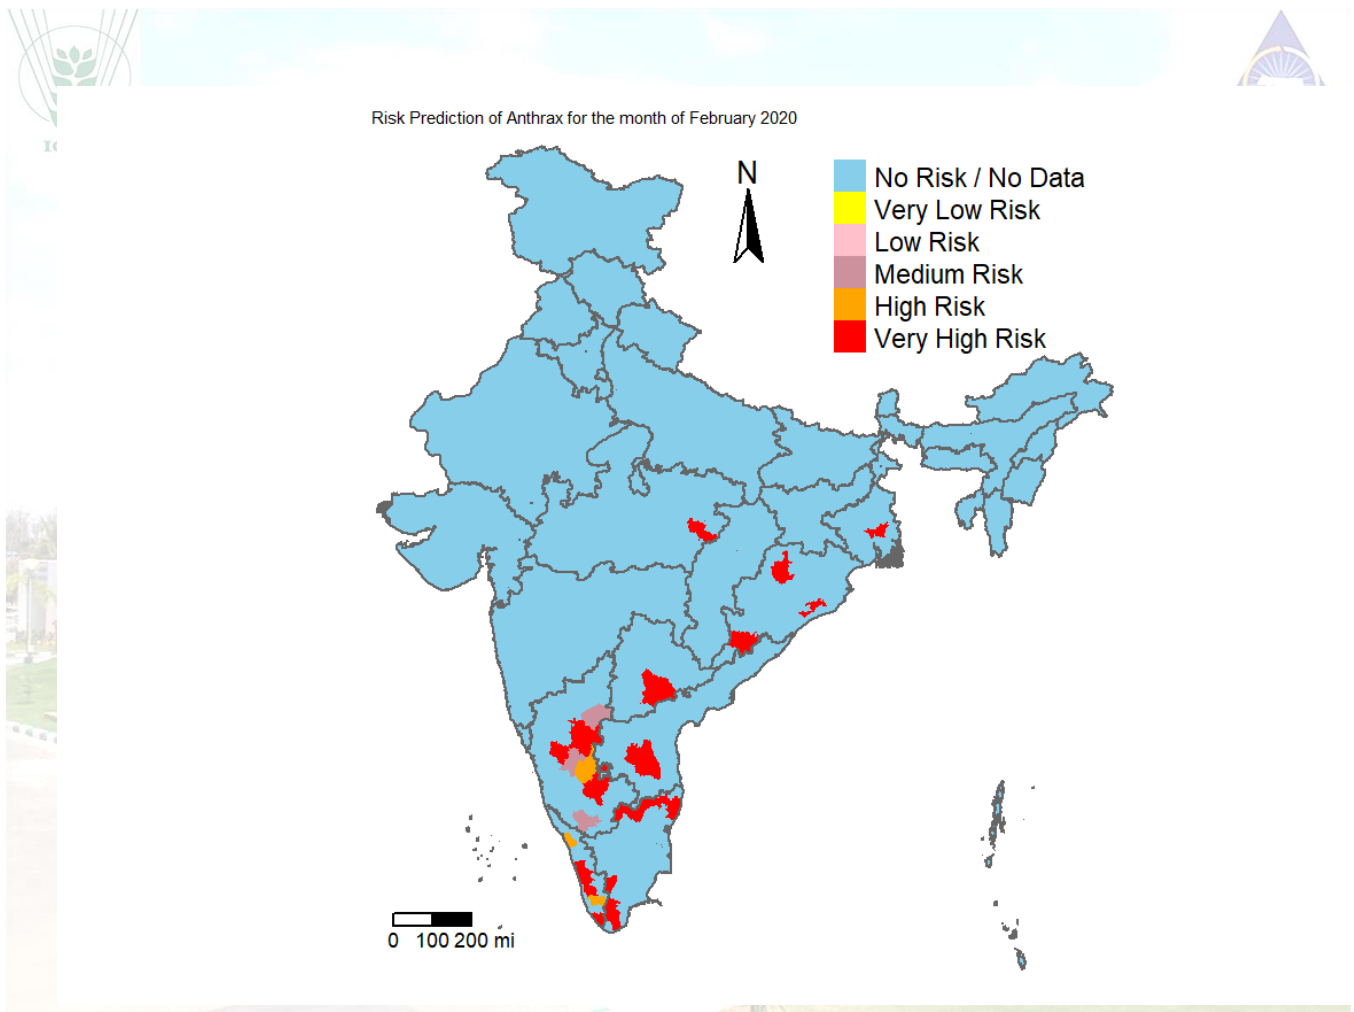 Risk Prediction of Anthrax for the month of February 2020
N
No Risk / No Data
Very Low Risk
Low Risk
Medium Risk
High Risk
Very High Risk
0 100 200 mi